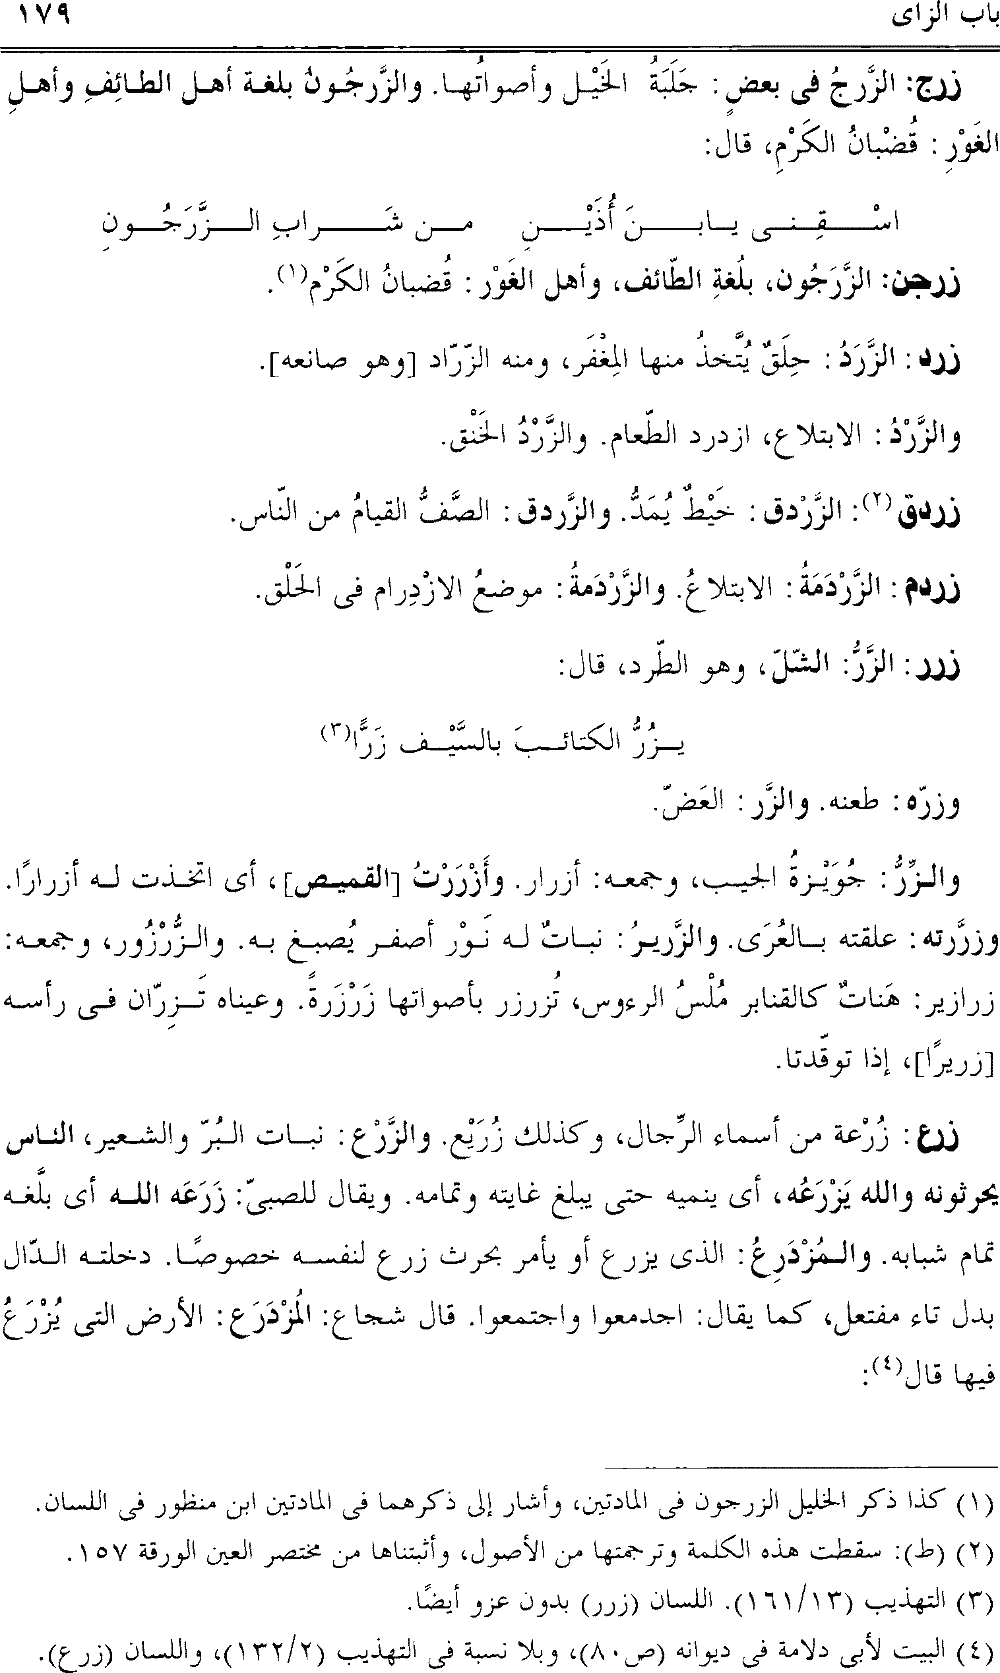 باب الزاى ١٧٩
زرج: الزَّرجُ فى بعضٍ: جَلَبَةُ الخَيْل وأصواتُها. والزَّرجُونُ بلغة أهل الطائِفِ وأهلِ
الغَوْرِ: قُضْبانُ الكَرْمِ، قال:
اسْقِنى يابنَ أُذَيْنِ من شَرابِ الزَّرَجُونِ
زرجن: الزَّرَجُون، بلُغةِ الطّائف، وأهل الغَوْر: قُضبانُ الكَرْم(١).
زرد: الزَّرَدُ: حِلَقٌ يُتَّخذُ منها المِغْفَر، ومنه الزّرّاد [وهو صانعه].
والزَّرْدُ: الابتلاع، ازدرد الطّعام. والزَّرْدُ الخَنْق.
زردق(٢): الزَّرْدق: خَيْطٌ يُمَدُّ. والزَّردق: الصَّفُّ القيامُ من النّاس.
زردم: الزَّرْدَمَةُ: الابتلاعُ. والزَّرْدَمةُ: موضعُ الازْدِرام فى الحَلْق.
زرر: الزَّرُّ: الشّلّ، وهو الطّرد، قال:
يزُرُّ الكتائبَ بالسَّيْف زَرًّا(٣)
وزرّه: طعنه. والزَّر: العَضّ.
والزِّرُّ: جُوَيْزةُ الجيب، وجمعه: أزرار. وأَزْرَرْتُ [القميص]، أى اتخذت له أزرارًا.
وزرَّرته: علقته بالعُرَى. والزَّريرُ: نباتٌ له نَوْر أصفر يُصبغ به. والزُّرْزُور، وجمعه:
زرازير: هَناتٌ كالقنابر مُلْسُ الرءوس، تُزرزر بأصواتها زَرْزَرةً. وعيناه تَزِرّان فى رأسه
[زريرًا]، إذا توقّدتا.
زرع: زُرْعة من أسماء الرِّجال، وكذلك زُرَيْع. والزَّرْع: نبات البُرّ والشعير، الناس
يحرثونه والله يَزْرَعُه، أى ينميه حتى يبلغ غايته وتمامه. ويقال للصبىّ: زَرَعَه الله أى بلَّغه
تمام شبابه. والمُزْدَرِعُ: الذى يزرع أو يأمر بحرث زرع لنفسه خصوصًا. دخلته الدّال
بدل تاء مفتعل، كما يقال: اجدمعوا واجتمعوا. قال شجاع: المُزْدَرَع: الأرض التى يُزْرَعُ
فيها قال(٤):
(١) كذا ذكر الخليل الزرجون فى المادتين، وأشار إلى ذكرهما فى المادتين ابن منظور فى اللسان.
(٢) (ط): سقطت هذه الكلمة وترجمتها من الأصول، وأثبتناها من مختصر العين الورقة ١٥٧.
(٣) التهذيب (١٦١/١٣). اللسان (زرر) بدون عزو أيضًا.
(٤) البيت لأبى دلامة فى ديوانه (ص٨٠)، وبلا نسبة فى التهذيب (١٣٢/٢)، واللسان (زرع).